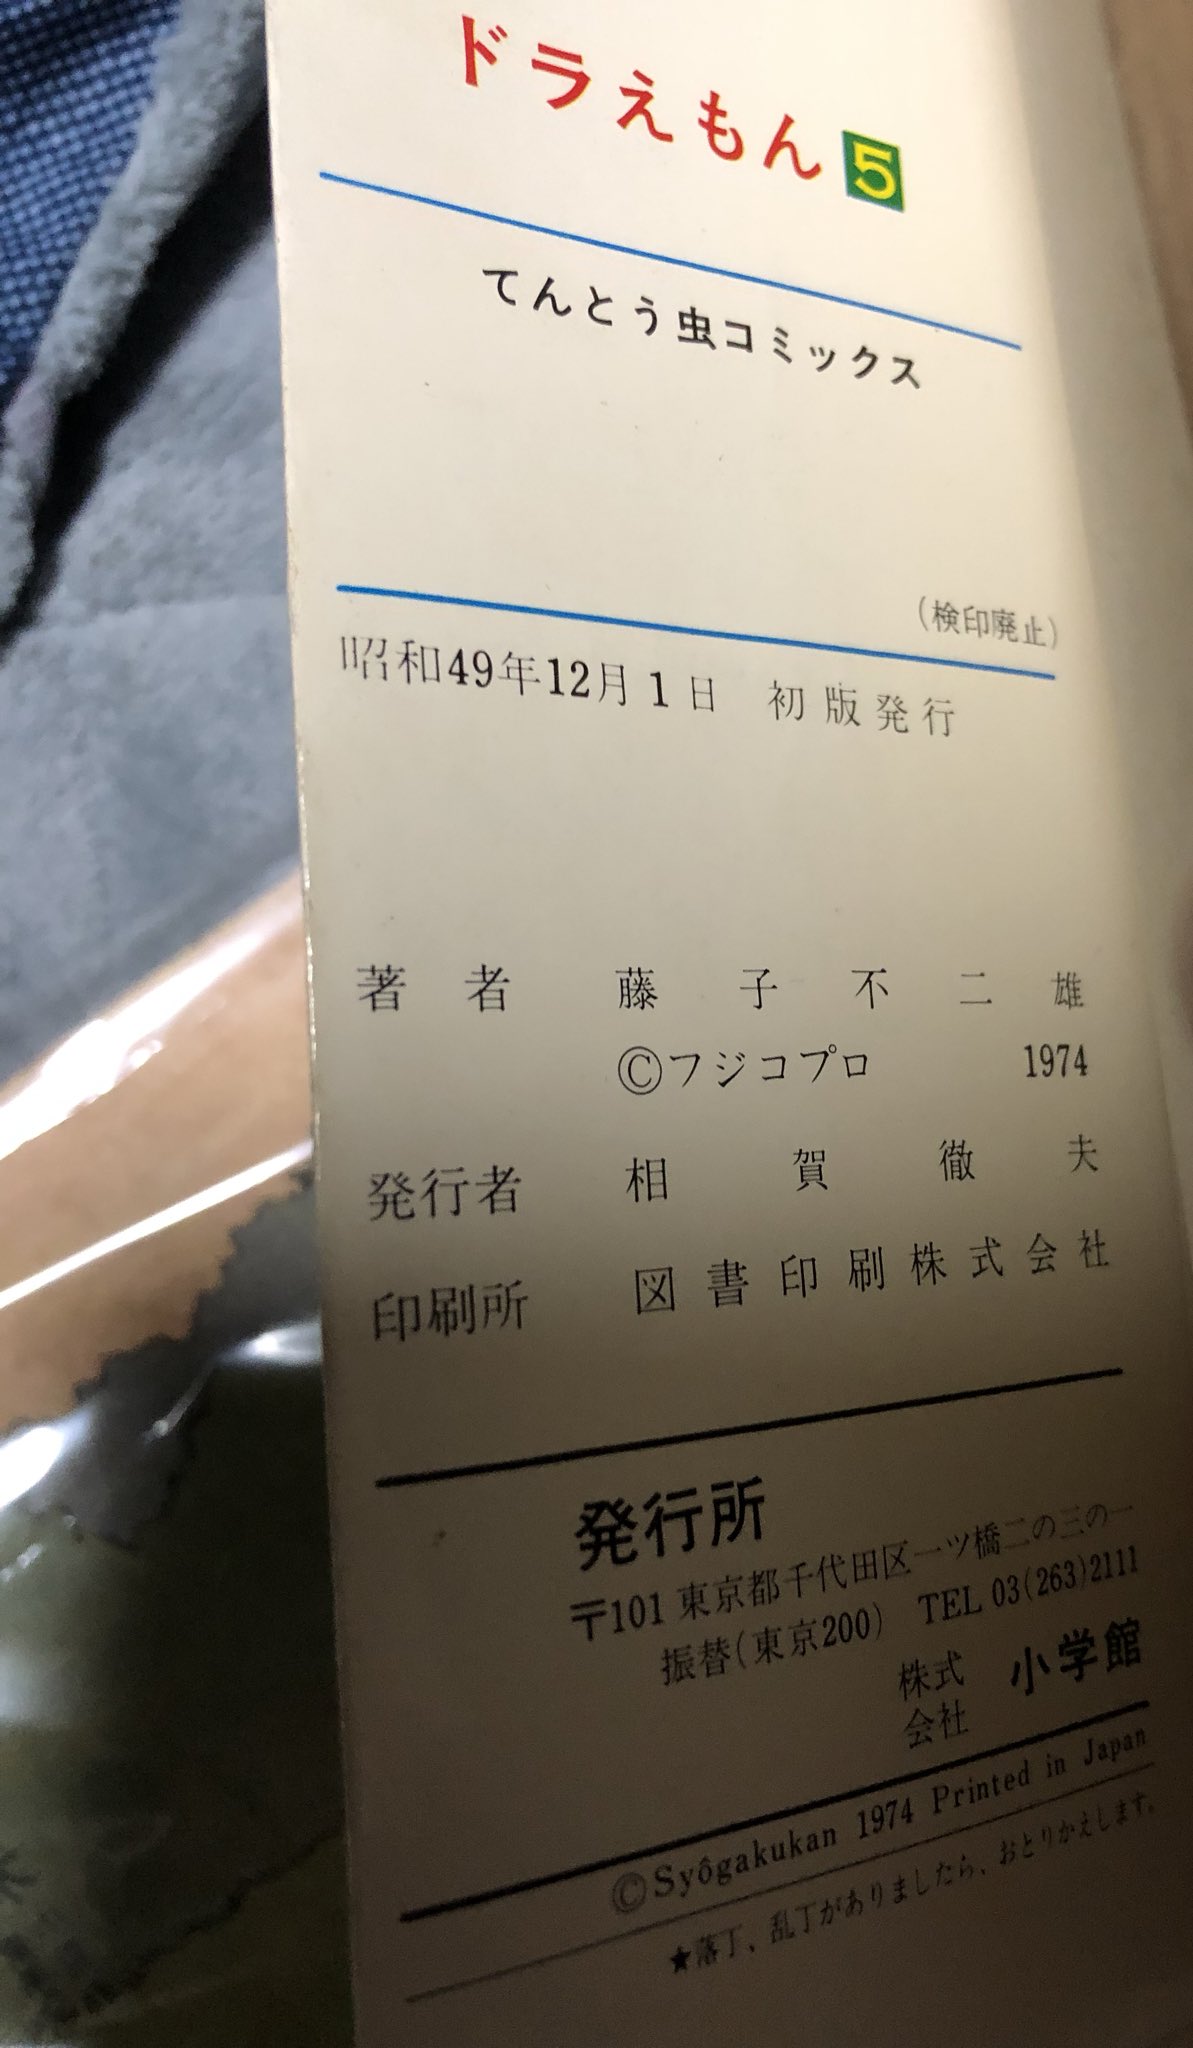 ドラえもん 5
てんとう虫コミックス
(検印廃止)
昭和49年12月1日 初版発行
著者 藤子不二雄
©フジコプロ 1974
発行者 相賀徹夫
印刷所 図書印刷株式会社
発行所
〒101 東京都千代田区一ツ橋二の三の一
振替(東京200) TEL 03(263)2111
株式会社 小学館
©Syôgakukan 1974 Printed in Japan
★落丁、乱丁がありましたら、おとりかえします。